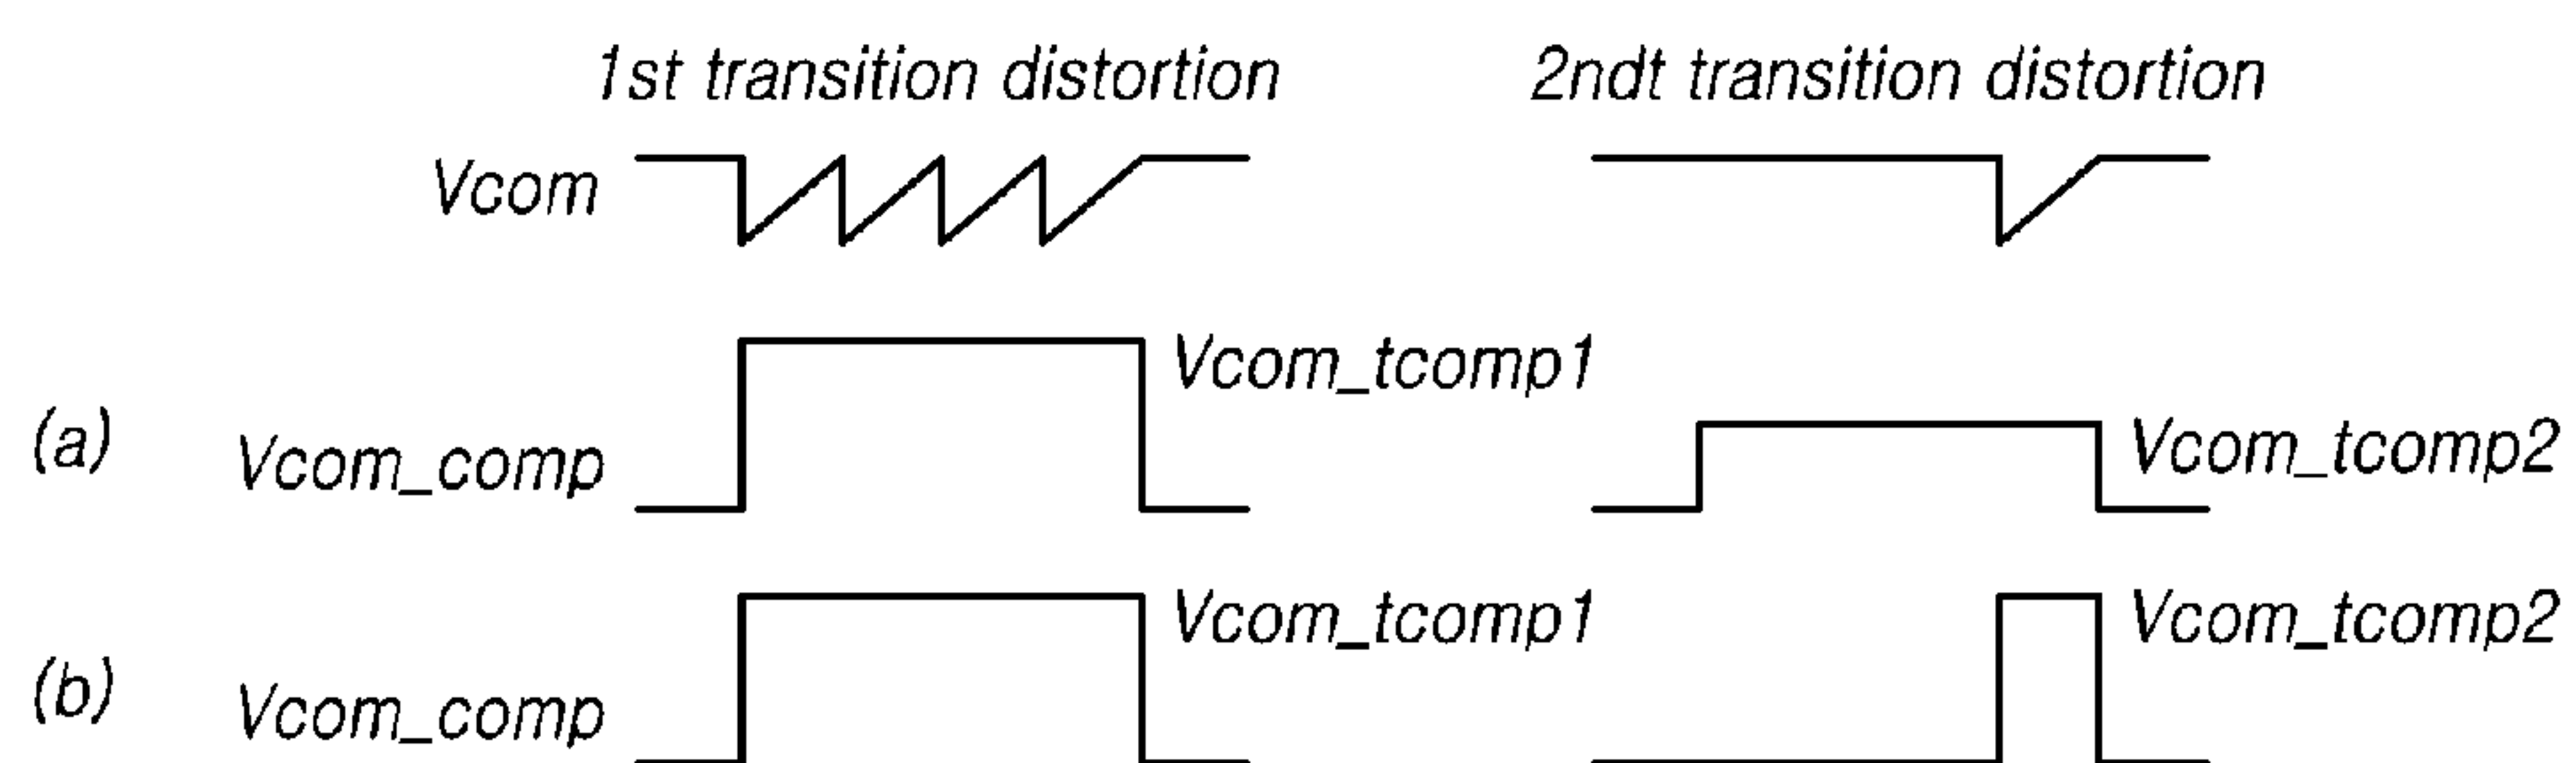 1st transition distortion
2ndt transition distortion
Vcom
Vcom_tcomp1
(a)
Vcom_comp
Vcom_tcomp2
Vcom_tcomp1
Vcom_tcomp2
(b)
Vcom_comp